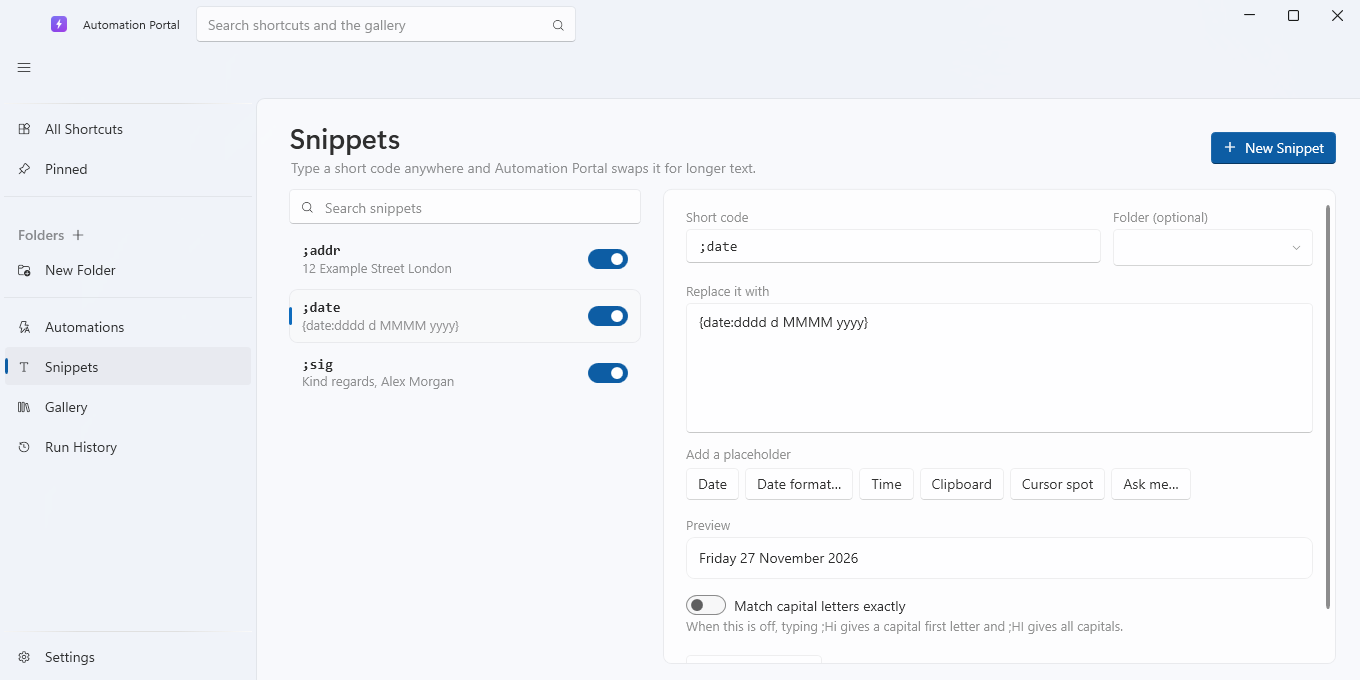 Automation Portal
Search shortcuts and the gallery
All Shortcuts
Pinned
Folders
New Folder
Automations
Snippets
Gallery
Run History
Settings
Snippets
Type a short code anywhere and Automation Portal swaps it for longer text.
New Snippet
Search snippets
;addr
12 Example Street London
;date
{date:dddd d MMMM yyyy}
;sig
Kind regards, Alex Morgan
Short code
Folder (optional)
;date
Replace it with
{date:dddd d MMMM yyyy}
Add a placeholder
Date
Date format...
Time
Clipboard
Cursor spot
Ask me...
Preview
Friday 27 November 2026
Match capital letters exactly
When this is off, typing ;Hi gives a capital first letter and ;HI gives all capitals.